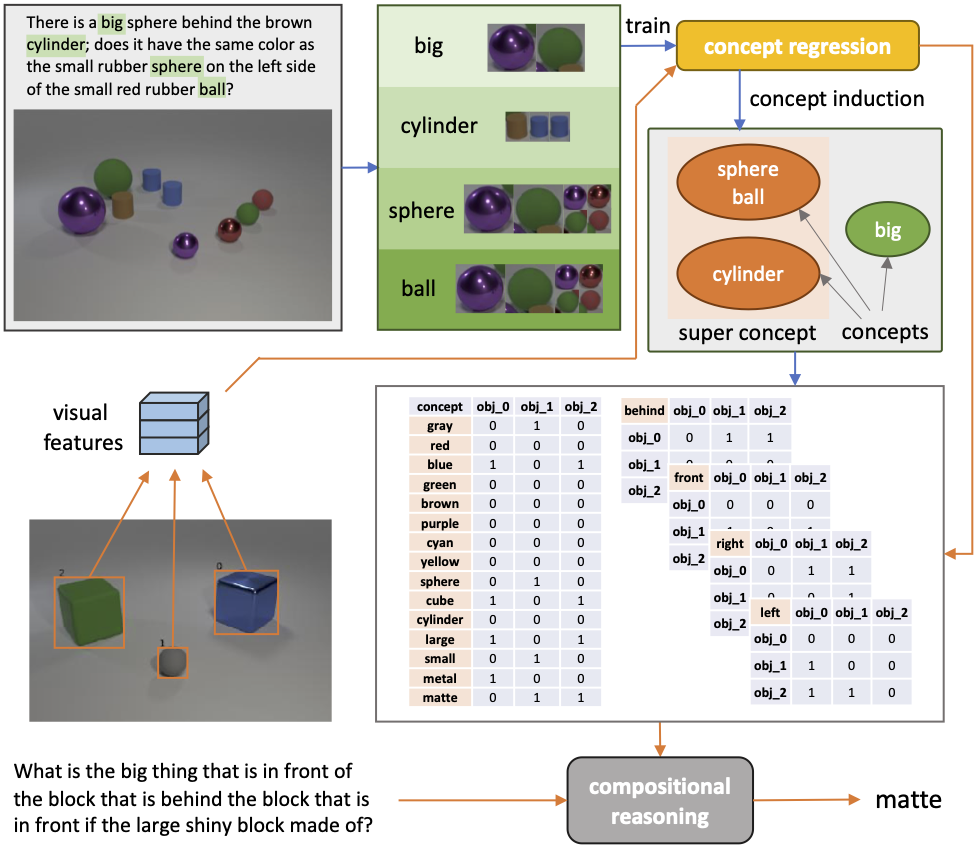 There is a big sphere behind the brown
cylinder; does it have the same color as
the small rubber sphere on the left side
of the small red rubber ball?
big
cylinder
sphere
ball
train
concept regression
concept induction
sphere
ball
cylinder
big
super concept
concepts
visual
features
2
1
0
concept obj_0 obj_1 obj_2
gray 0 1 0
red 0 0 0
blue 1 0 1
green 0 0 0
brown 0 0 0
purple 0 0 0
cyan 0 0 0
yellow 0 0 0
sphere 0 1 0
cube 1 0 1
cylinder 0 0 0
large 1 0 1
small 0 1 0
metal 1 0 0
matte 0 1 1
behind obj_0 obj_1 obj_2
obj_0 0 1 1
obj_1
obj_2
front obj_0 obj_1 obj_2
obj_0 0 0 0
obj_1
obj_2
right obj_0 obj_1 obj_2
obj_0 0 1 1
obj_1
obj_2
left obj_0 obj_1 obj_2
obj_0 0 0 0
obj_1 1 0 0
obj_2 1 1 0
What is the big thing that is in front of
the block that is behind the block that is
in front if the large shiny block made of?
compositional
reasoning
matte